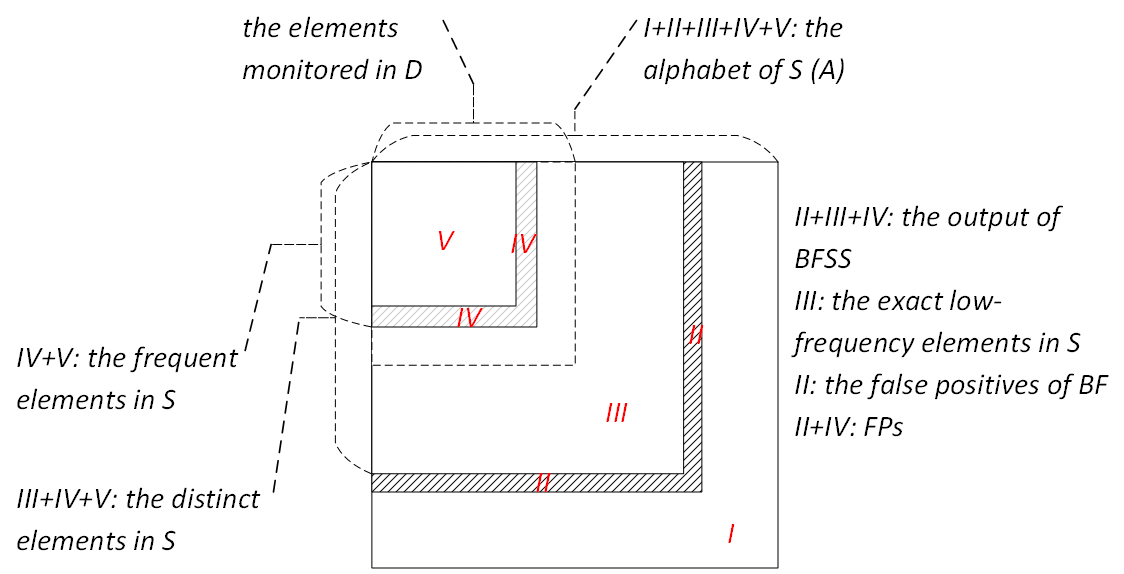 the elements
monitored in D
I+II+III+IV+V: the
alphabet of S (A)
V
IV
IV
II
III
II
I
IV+V: the frequent
elements in S
III+IV+V: the distinct
elements in S
II+III+IV: the output of
BFSS
III: the exact low-
frequency elements in S
II: the false positives of BF
II+IV: FPs